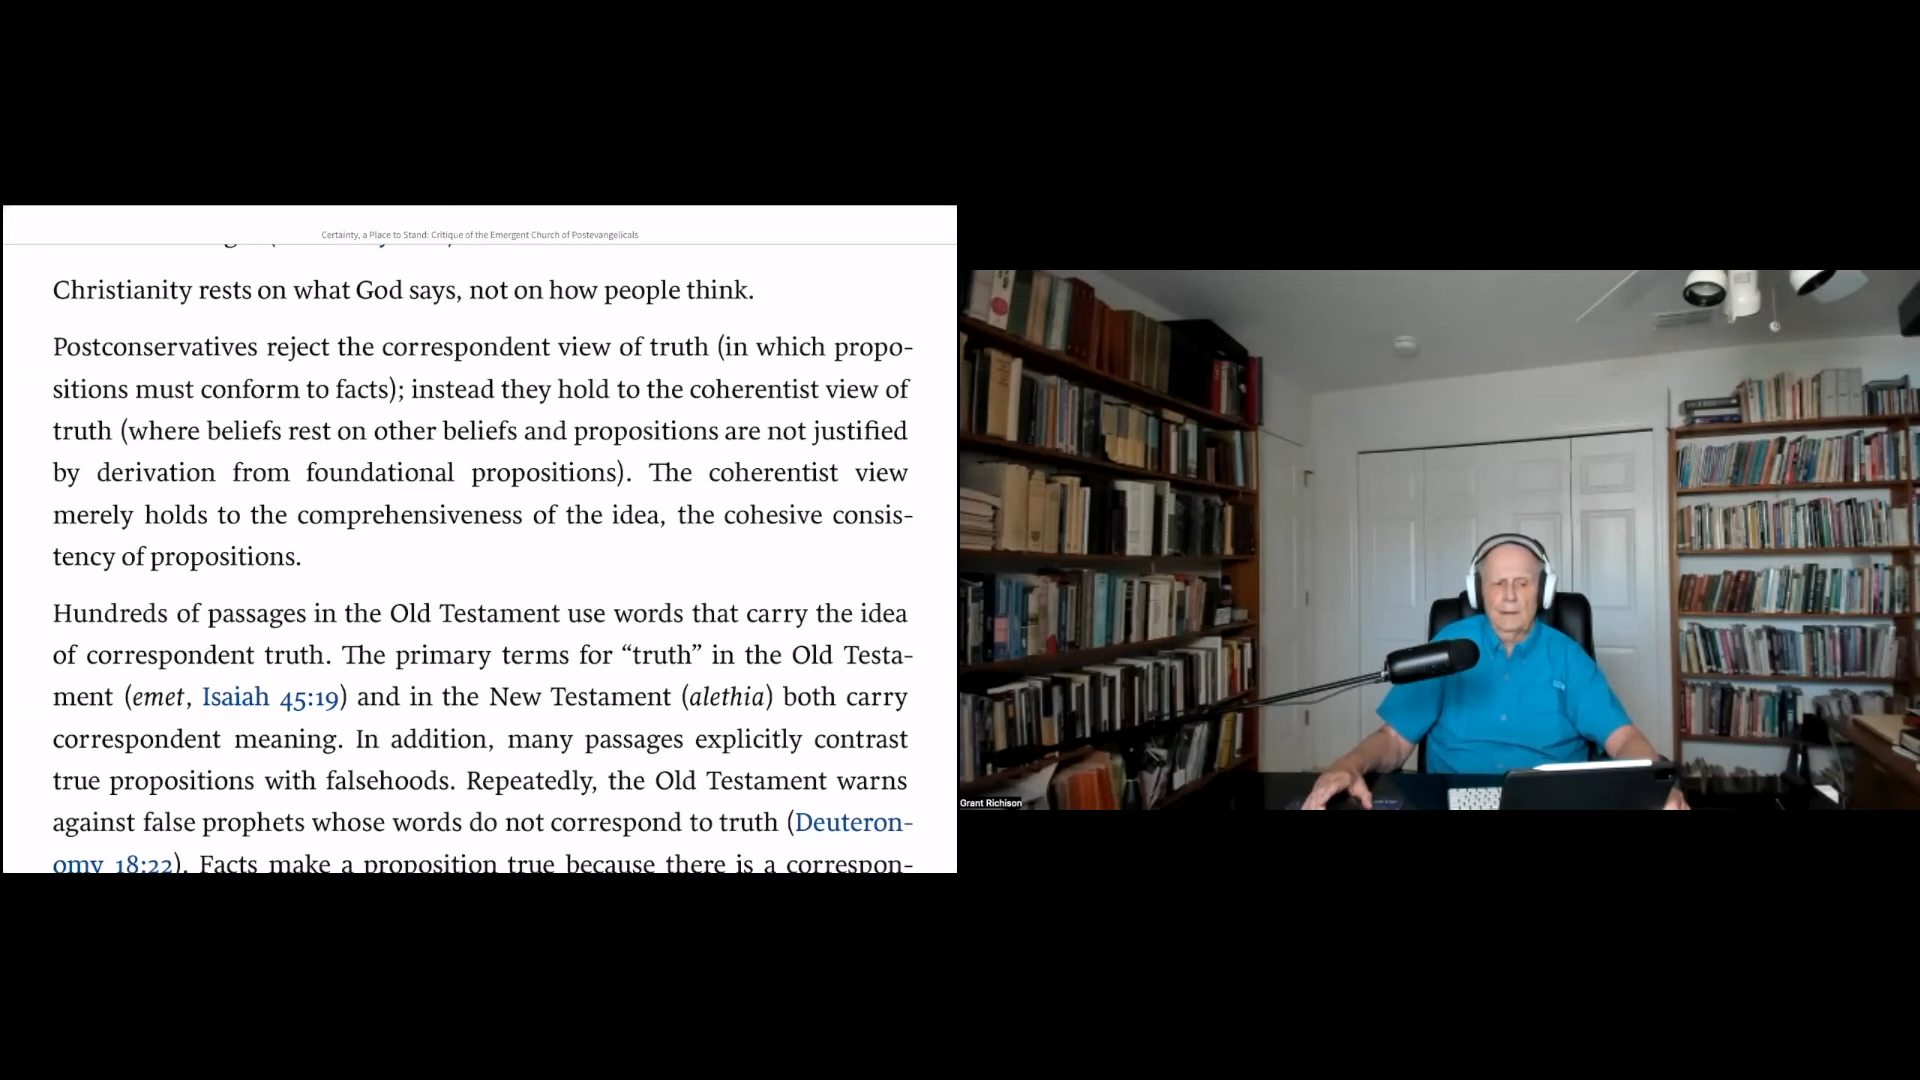 Certainty, a Place to Stand: Critique of the Emergent Church of Postevangelicals
Christianity rests on what God says, not on how people think.
Postconservatives reject the correspondent view of truth (in which propo-
sitions must conform to facts); instead they hold to the coherentist view of
truth (where beliefs rest on other beliefs and propositions are not justified
by derivation from foundational propositions). The coherentist view
merely holds to the comprehensiveness of the idea, the cohesive consis-
tency of propositions.
Hundreds of passages in the Old Testament use words that carry the idea
of correspondent truth. The primary terms for “truth” in the Old Testa-
ment (emet, Isaiah 45:19) and in the New Testament (alethia) both carry
correspondent meaning. In addition, many passages explicitly contrast
true propositions with falsehoods. Repeatedly, the Old Testament warns
against false prophets whose words do not correspond to truth (Deuteron-
omy 18:22). Facts make a proposition true because there is a correspon-
Grant Richison